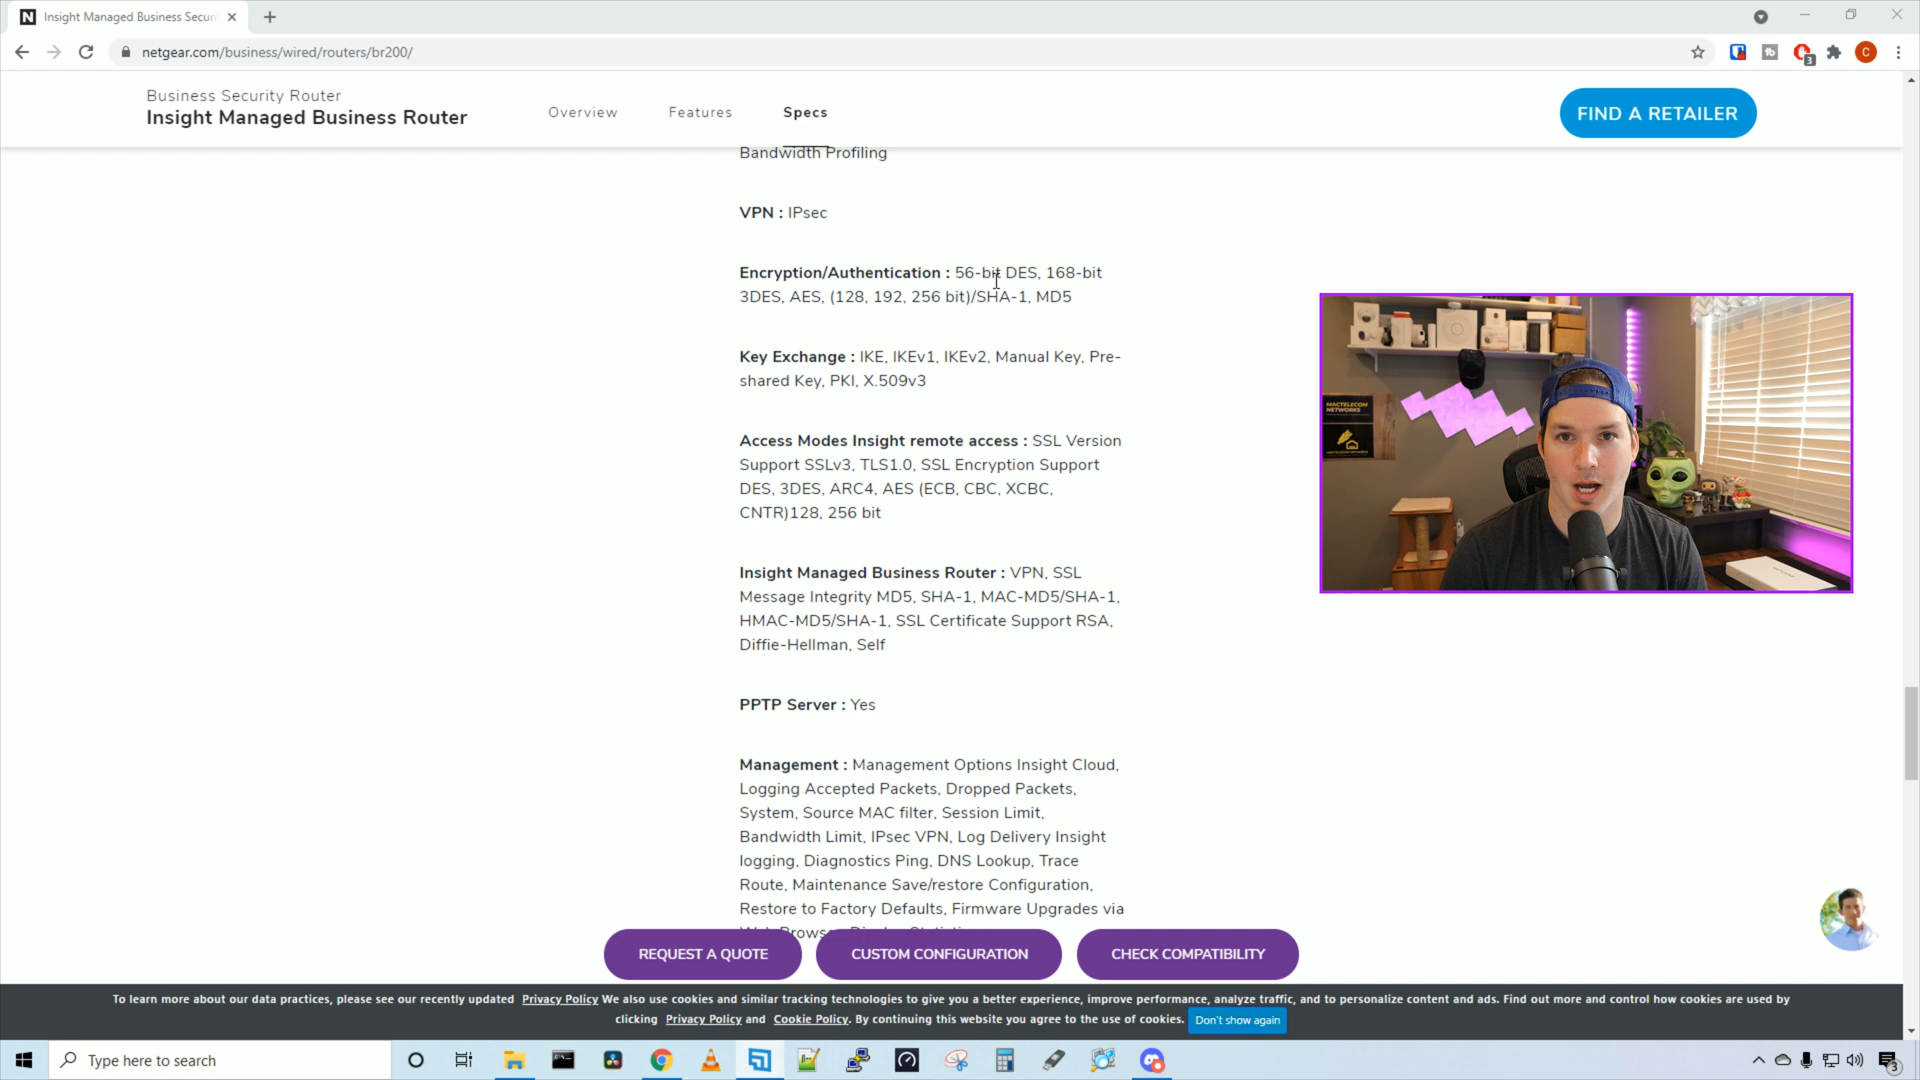 Insight Managed Business Secur
netgear.com/business/wired/routers/br200/
C
3
Business Security Router
Insight Managed Business Router
Overview
Features
Specs
FIND A RETAILER
Bandwidth Profiling
VPN : IPsec
Encryption/Authentication : 56-bit DES, 168-bit
3DES, AES, (128, 192, 256 bit)/SHA-1, MD5
Key Exchange : IKE, IKEv1, IKEv2, Manual Key, Pre-
shared Key, PKI, X.509v3
Access Modes Insight remote access : SSL Version
Support SSLv3, TLS1.0, SSL Encryption Support
DES, 3DES, ARC4, AES (ECB, CBC, XCBC,
CNTR)128, 256 bit
Insight Managed Business Router : VPN, SSL
Message Integrity MD5, SHA-1, MAC-MD5/SHA-1,
HMAC-MD5/SHA-1, SSL Certificate Support RSA,
Diffie-Hellman, Self
PPTP Server : Yes
Management : Management Options Insight Cloud,
Logging Accepted Packets, Dropped Packets,
System, Source MAC filter, Session Limit,
Bandwidth Limit, IPsec VPN, Log Delivery Insight
logging, Diagnostics Ping, DNS Lookup, Trace
Route, Maintenance Save/restore Configuration,
Restore to Factory Defaults, Firmware Upgrades via
MACTELECOM
NETWORKS
REQUEST A QUOTE
CUSTOM CONFIGURATION
CHECK COMPATIBILITY
To learn more about our data practices, please see our recently updated Privacy Policy We also use cookies and similar tracking technologies to give you a better experience, improve performance, analyze traffic, and to personalize content and ads. Find out more and control how cookies are used by
clicking Privacy Policy and Cookie Policy. By continuing this website you agree to the use of cookies. Don't show again
Type here to search
3